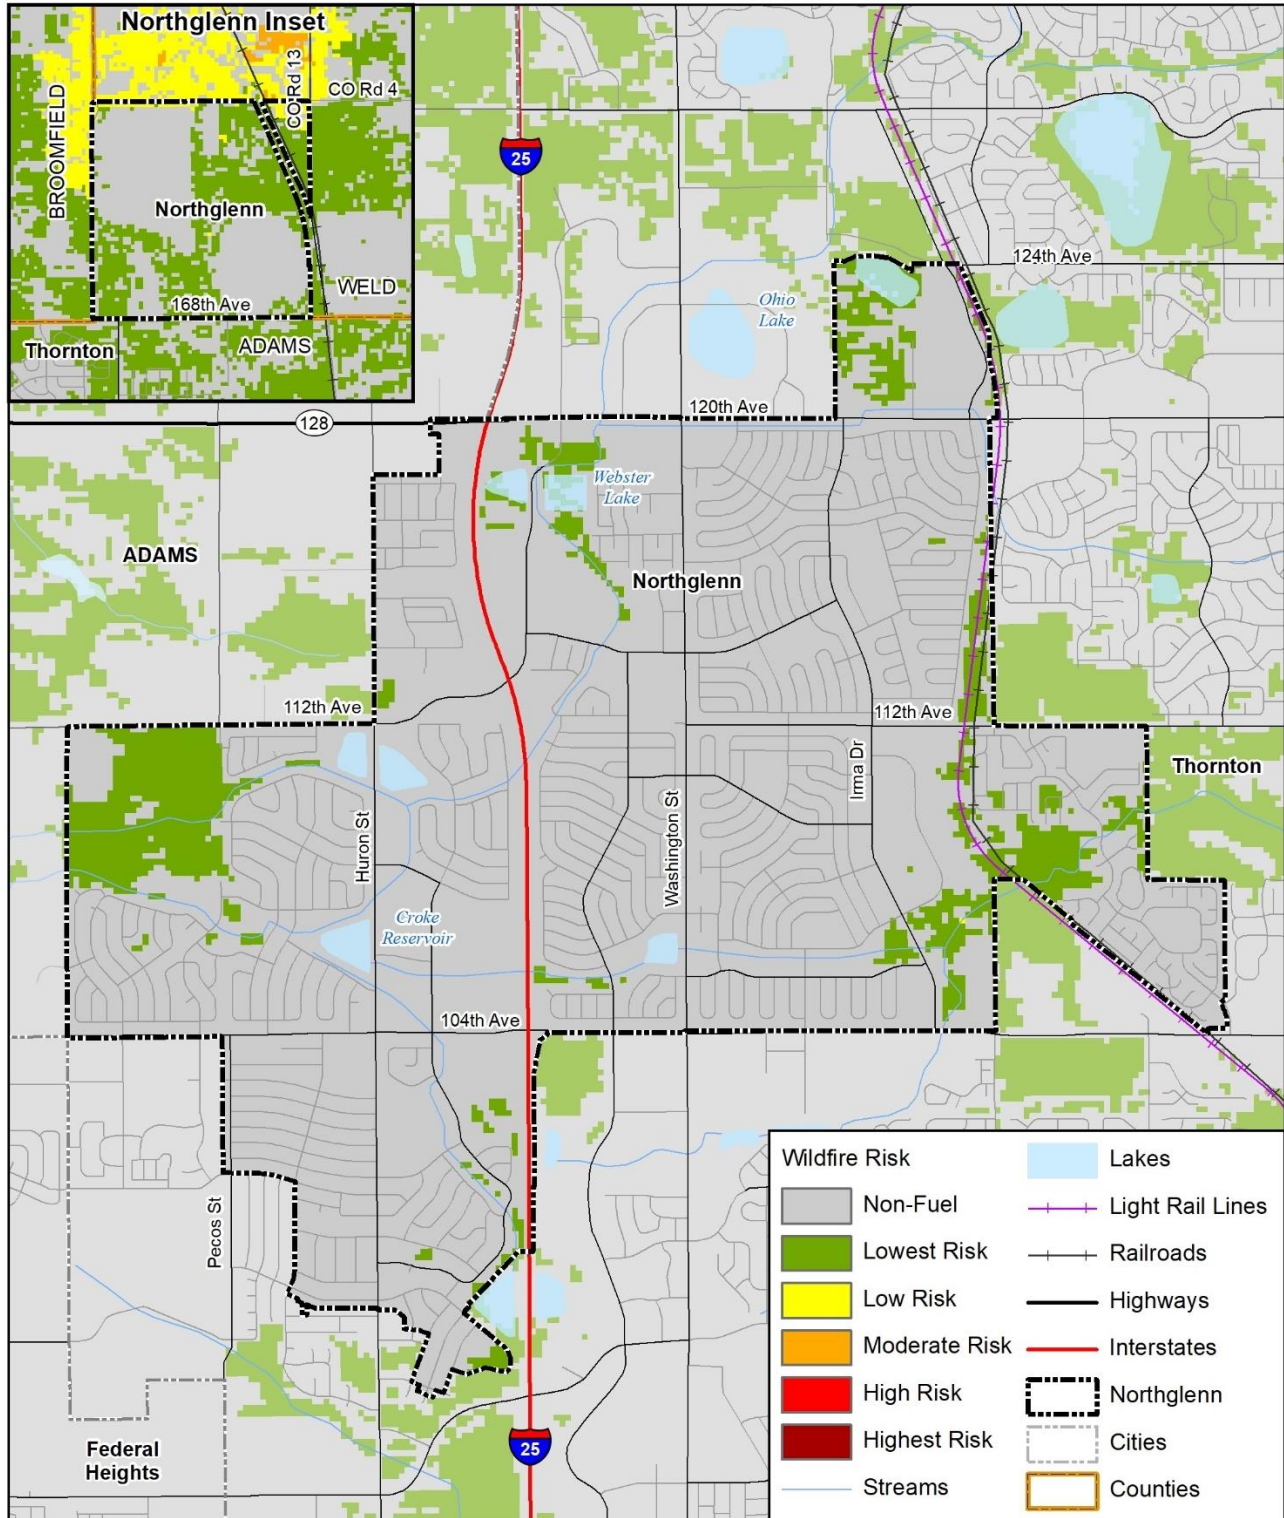 Northglenn Inset
CO Rd 13
CO Rd 4
BROOMFIELD
Northglenn
WELD
168th Ave
Thornton
ADAMS
25
124th Ave
Ohio
Lake
120th Ave
128
Webster
Lake
ADAMS
Northglenn
112th Ave
112th Ave
Thornton
Irma Dr
Huron St
Washington St
Croke
Reservoir
104th Ave
Pecos St
Federal
Heights
25
Wildfire Risk
Non-Fuel
Lowest Risk
Low Risk
Moderate Risk
High Risk
Highest Risk
Streams
Lakes
Light Rail Lines
Railroads
Highways
Interstates
Northglenn
Cities
Counties